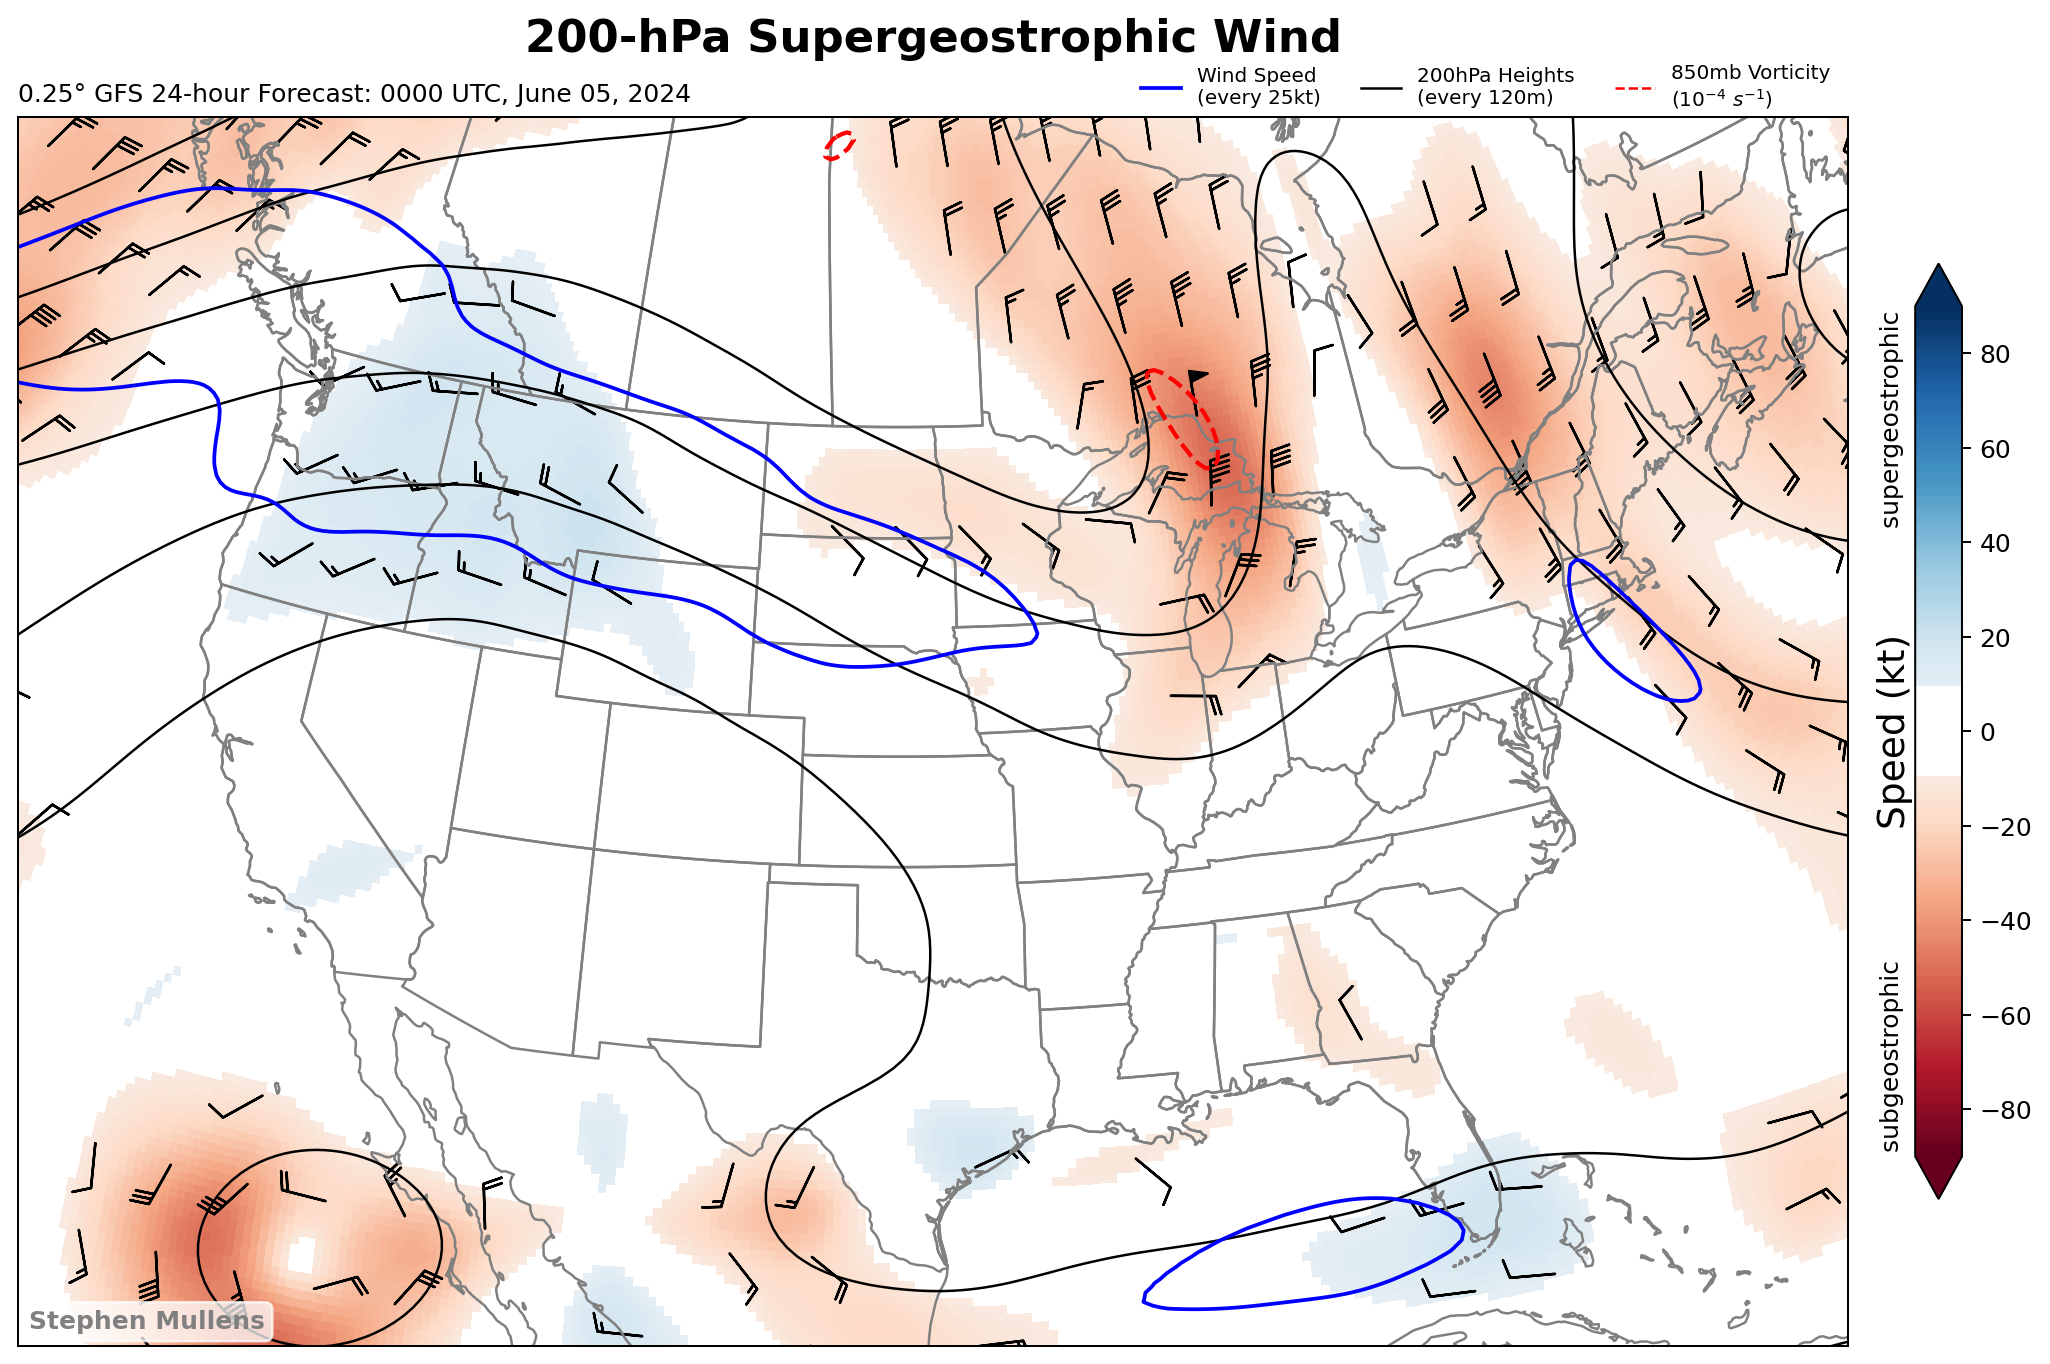 200-hPa Supergeostrophic Wind
0.25° GFS 24-hour Forecast: 0000 UTC, June 05, 2024
Wind Speed
(every 25kt)
200hPa Heights
(every 120m)
850mb Vorticity
(10⁻⁴ s⁻¹)
supergeostrophic
Speed (kt)
subgeostrophic
80
60
40
20
0
−20
−40
−60
−80
Stephen Mullens